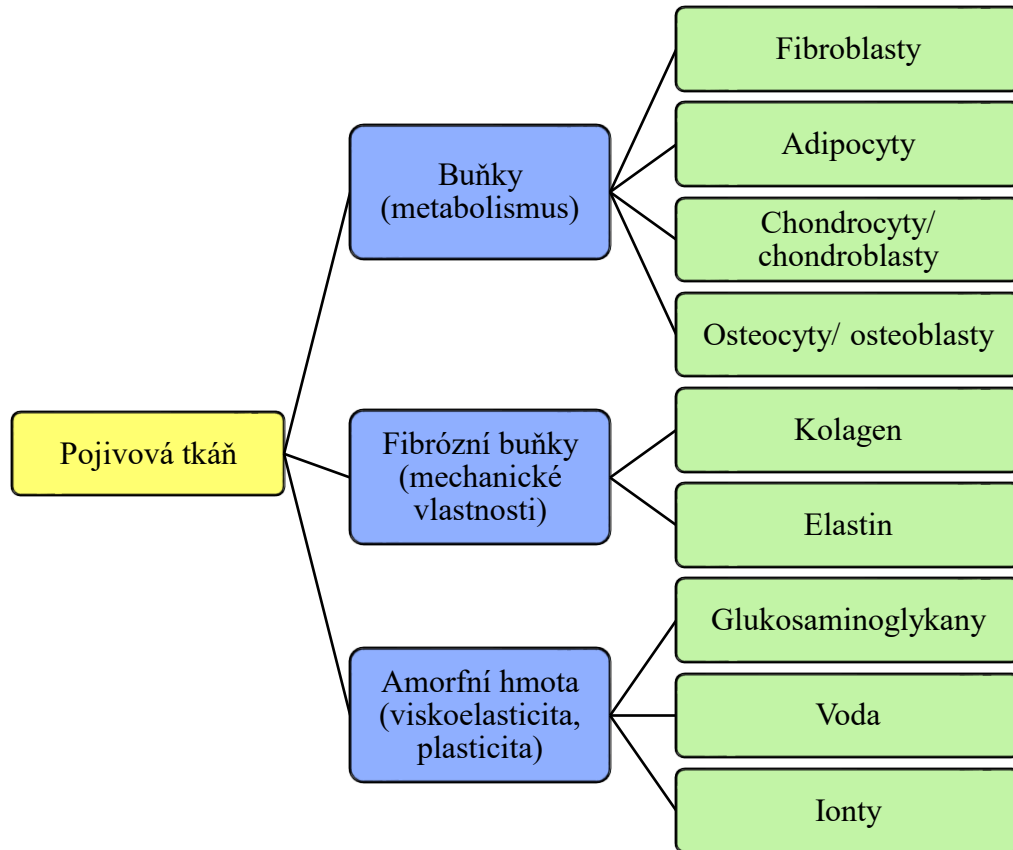 Pojivová tkáň
Buňky
(metabolismus)
Fibroblasty
Adipocyty
Chondrocyty/
chondroblasty
Osteocyty/ osteoblasty
Fibrózní buňky
(mechanické
vlastnosti)
Kolagen
Elastin
Amorfní hmota
(viskoelasticita,
plasticita)
Glukosaminoglykany
Voda
Ionty